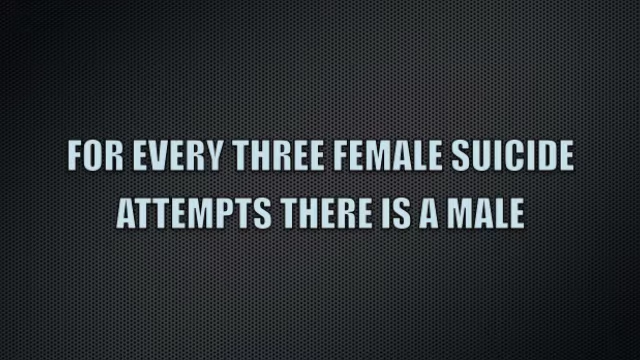 FOR EVERY THREE FEMALE SUICIDE
ATTEMPTS THERE IS A MALE